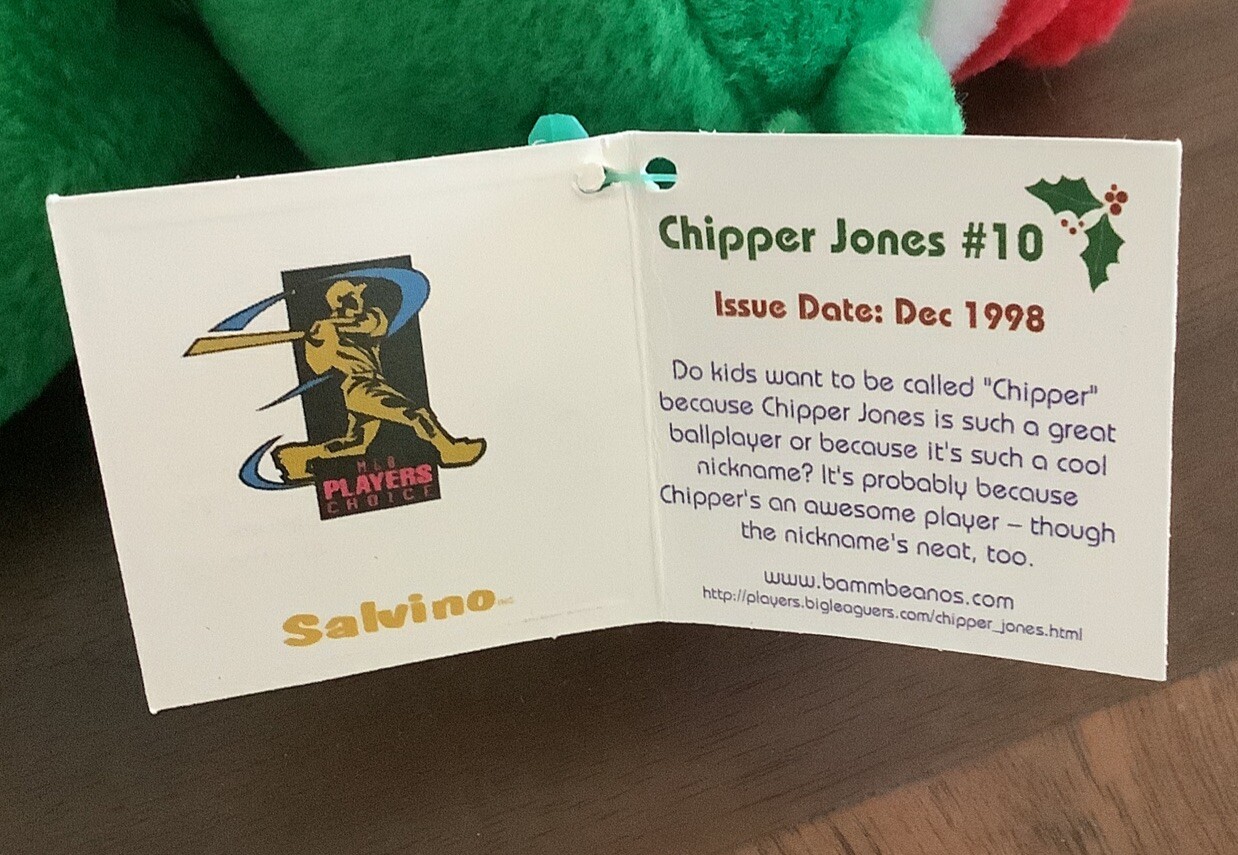 MLB
PLAYERS
CHOICE
Salvino INC
Chipper Jones #10
Issue Date: Dec 1998
Do kids want to be called "Chipper"
because Chipper Jones is such a great
ballplayer or because it's such a cool
nickname? It's probably because
Chipper's an awesome player – though
the nickname's neat, too.
www.bammbeanos.com
http://players.bigleaguers.com/chipper_jones.html